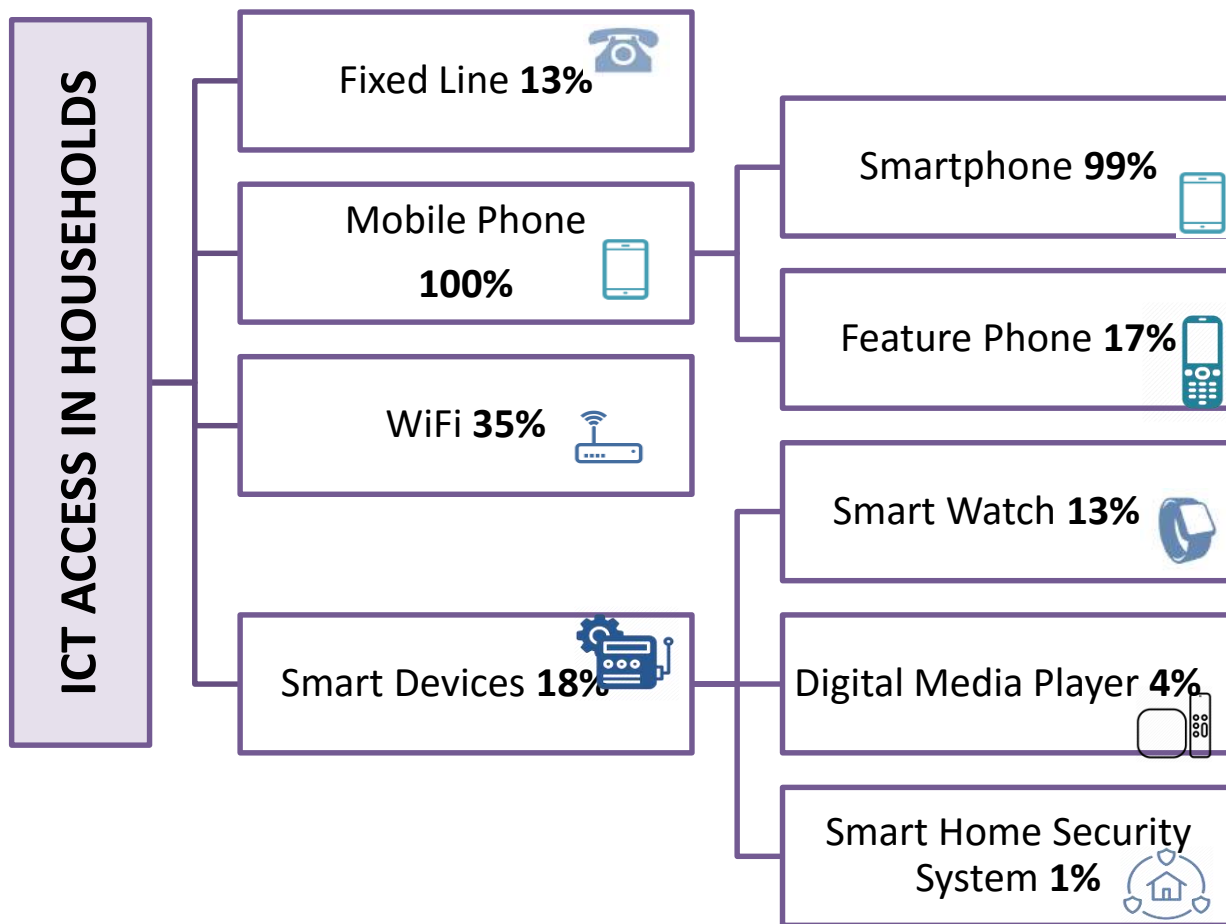 ICT ACCESS IN HOUSEHOLDS
Fixed Line 13%
Mobile Phone
100%
Smartphone 99%
Feature Phone 17%
WiFi 35%
Smart Devices 18%
Smart Watch 13%
Digital Media Player 4%
Smart Home Security
System 1%